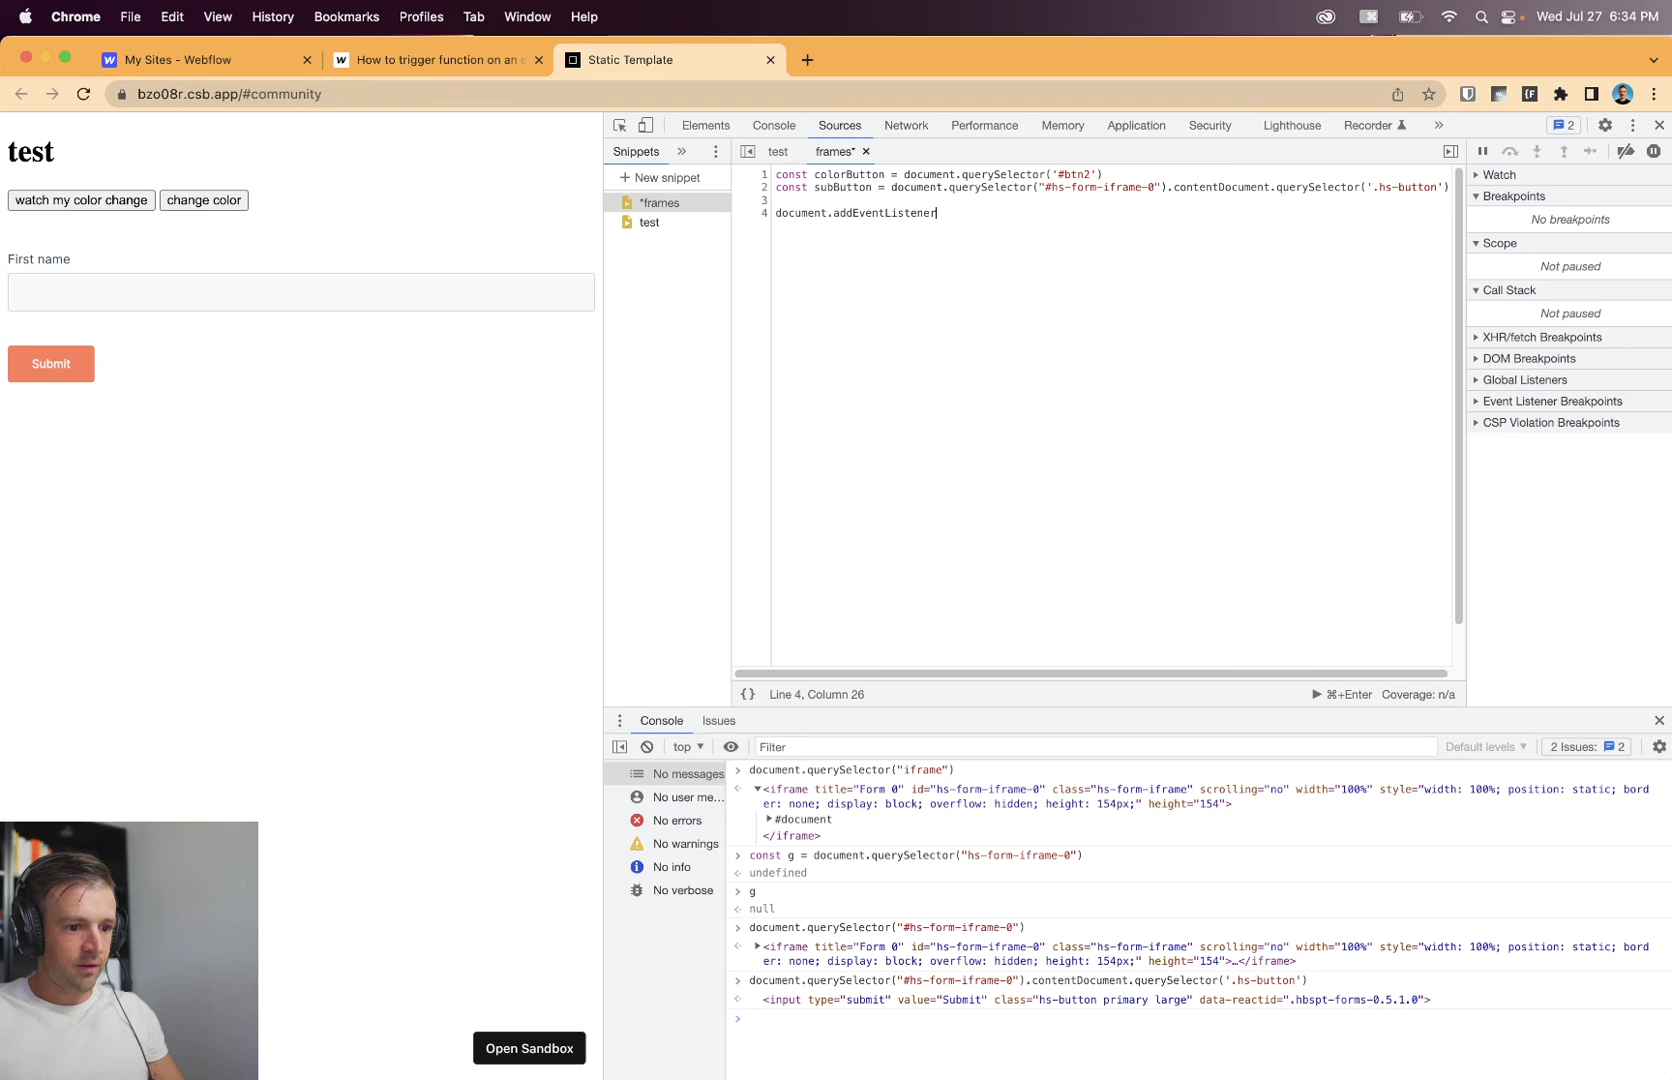 Chrome File Edit View History Bookmarks Profiles Tab Window Help Wed Jul 27 6:34 PM
My Sites - Webflow How to trigger function on an e Static Template
bzo08r.csb.app/#community
test
watch my color change change color
First name
Submit
Open Sandbox
Elements Console Sources Network Performance Memory Application Security Lighthouse Recorder 2
Snippets test frames*
New snippet
*frames
test
1 const colorButton = document.querySelector('#btn2')
2 const subButton = document.querySelector("#hs-form-iframe-0").contentDocument.querySelector('.hs-button')
3
4 document.addEventListener
{} Line 4, Column 26 ⌘+Enter Coverage: n/a
Watch
Breakpoints
No breakpoints
Scope
Not paused
Call Stack
Not paused
XHR/fetch Breakpoints
DOM Breakpoints
Global Listeners
Event Listener Breakpoints
CSP Violation Breakpoints
Console Issues
top Filter Default levels 2 Issues: 2
No messages
No user me...
No errors
No warnings
No info
No verbose
document.querySelector("iframe")
<iframe title="Form 0" id="hs-form-iframe-0" class="hs-form-iframe" scrolling="no" width="100%" style="width: 100%; position: static; bord
er: none; display: block; overflow: hidden; height: 154px;" height="154">
#document
</iframe>
const g = document.querySelector("hs-form-iframe-0")
undefined
g
null
document.querySelector("#hs-form-iframe-0")
<iframe title="Form 0" id="hs-form-iframe-0" class="hs-form-iframe" scrolling="no" width="100%" style="width: 100%; position: static; bord
er: none; display: block; overflow: hidden; height: 154px;" height="154">…</iframe>
document.querySelector("#hs-form-iframe-0").contentDocument.querySelector('.hs-button')
<input type="submit" value="Submit" class="hs-button primary large" data-reactid=".hbspt-forms-0.5.1.0">